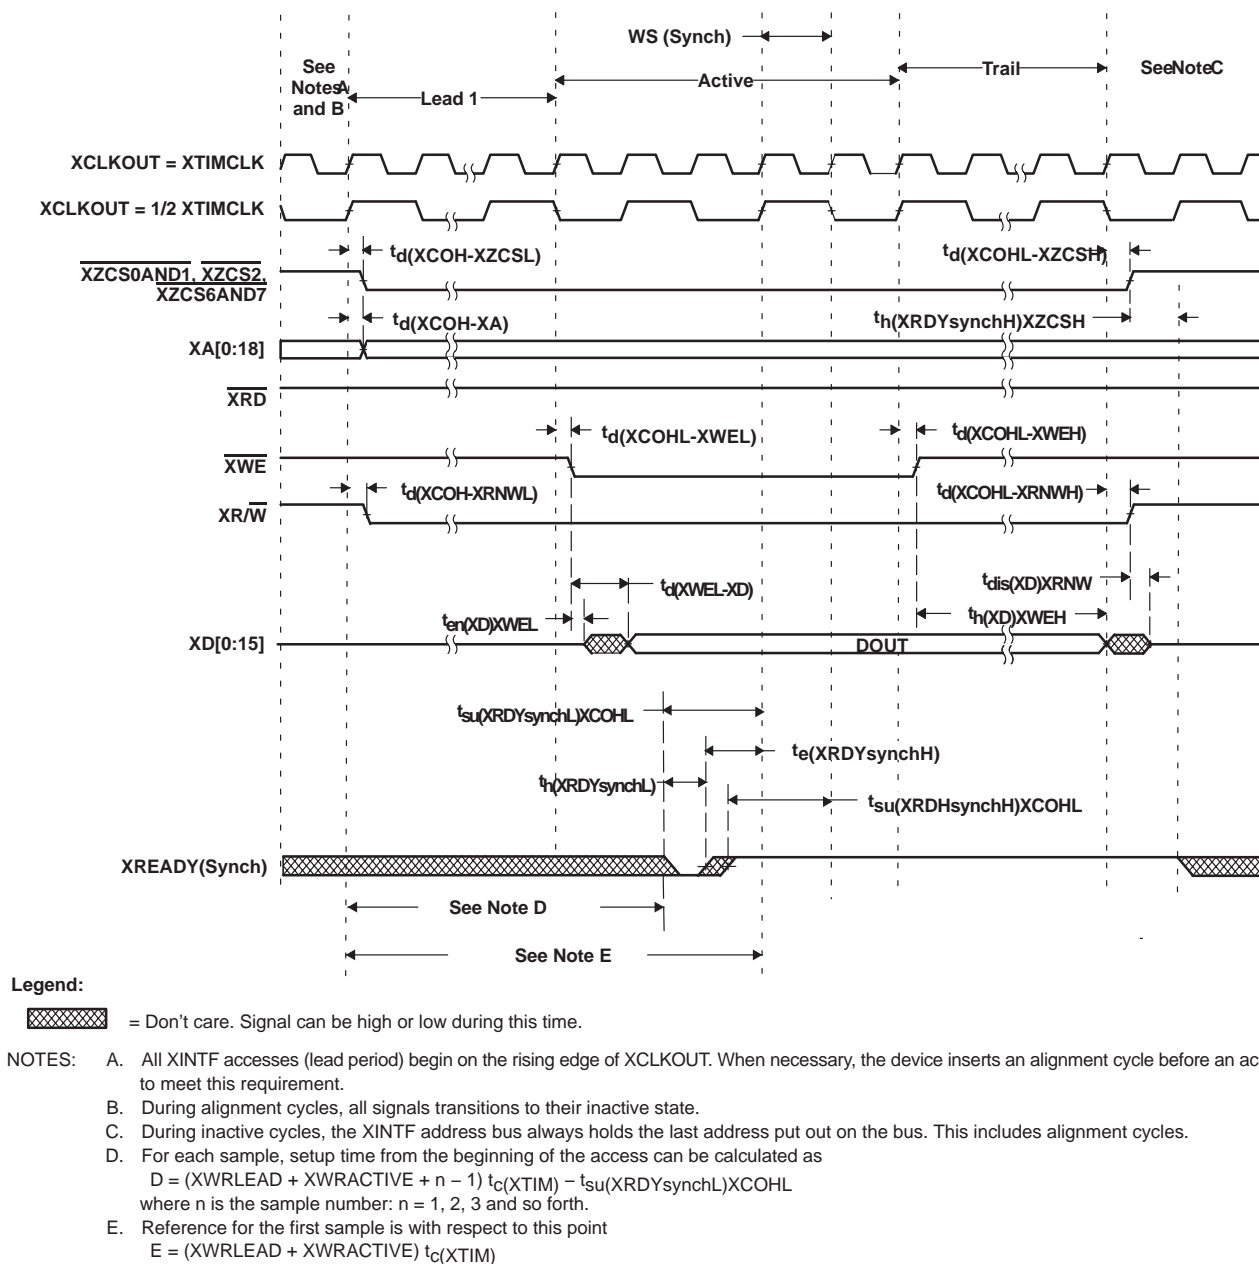 WS (Synch)
See
Notes A
and B
Lead 1
Active
Trail
See Note C
XCLKOUT = XTIMCLK
XCLKOUT = 1/2 XTIMCLK
td(XCOH-XZCSL)
td(XCOHL-XZCSH)
XZCS0AND1, XZCS2,
XZCS6AND7
td(XCOH-XA)
th(XRDYsynchH)XZCSH
XA[0:18]
XRD
td(XCOHL-XWEL)
td(XCOHL-XWEH)
XWE
td(XCOH-XRNWL)
td(XCOHL-XRNWH)
XR/W
td(XWEL-XD)
tdis(XD)XRNW
ten(XD)XWEL
th(XD)XWEH
XD[0:15]
DOUT
tsu(XRDYsynchL)XCOHL
te(XRDYsynchH)
th(XRDYsynchL)
tsu(XRDHsynchH)XCOHL
XREADY(Synch)
See Note D
See Note E
Legend:
= Don't care. Signal can be high or low during this time.
NOTES: A. All XINTF accesses (lead period) begin on the rising edge of XCLKOUT. When necessary, the device inserts an alignment cycle before an ac
to meet this requirement.
B. During alignment cycles, all signals transitions to their inactive state.
C. During inactive cycles, the XINTF address bus always holds the last address put out on the bus. This includes alignment cycles.
D. For each sample, setup time from the beginning of the access can be calculated as
D = (XWRLEAD + XWRACTIVE + n – 1) tc(XTIM) – tsu(XRDYsynchL)XCOHL
where n is the sample number: n = 1, 2, 3 and so forth.
E. Reference for the first sample is with respect to this point
E = (XWRLEAD + XWRACTIVE) tc(XTIM)